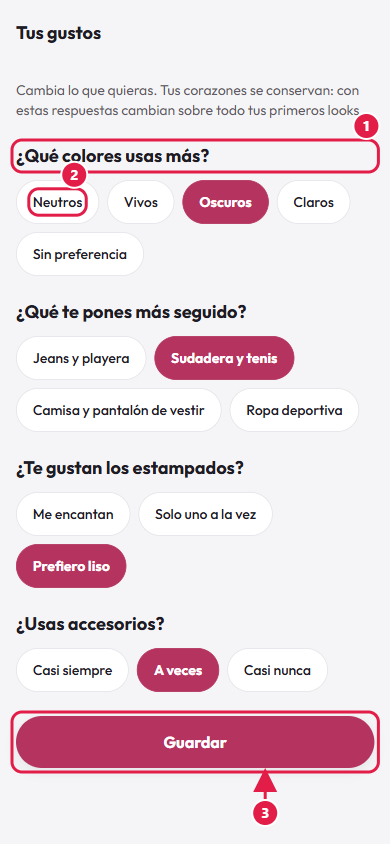 Tus gustos
Cambia lo que quieras. Tus corazones se conservan: con
estas respuestas cambian sobre todo tus primeros looks.
1
¿Qué colores usas más?
2
Neutros
Vivos
Oscuros
Claros
Sin preferencia
¿Qué te pones más seguido?
Jeans y playera
Sudadera y tenis
Camisa y pantalón de vestir
Ropa deportiva
¿Te gustan los estampados?
Me encantan
Solo uno a la vez
Prefiero liso
¿Usas accesorios?
Casi siempre
A veces
Casi nunca
Guardar
3